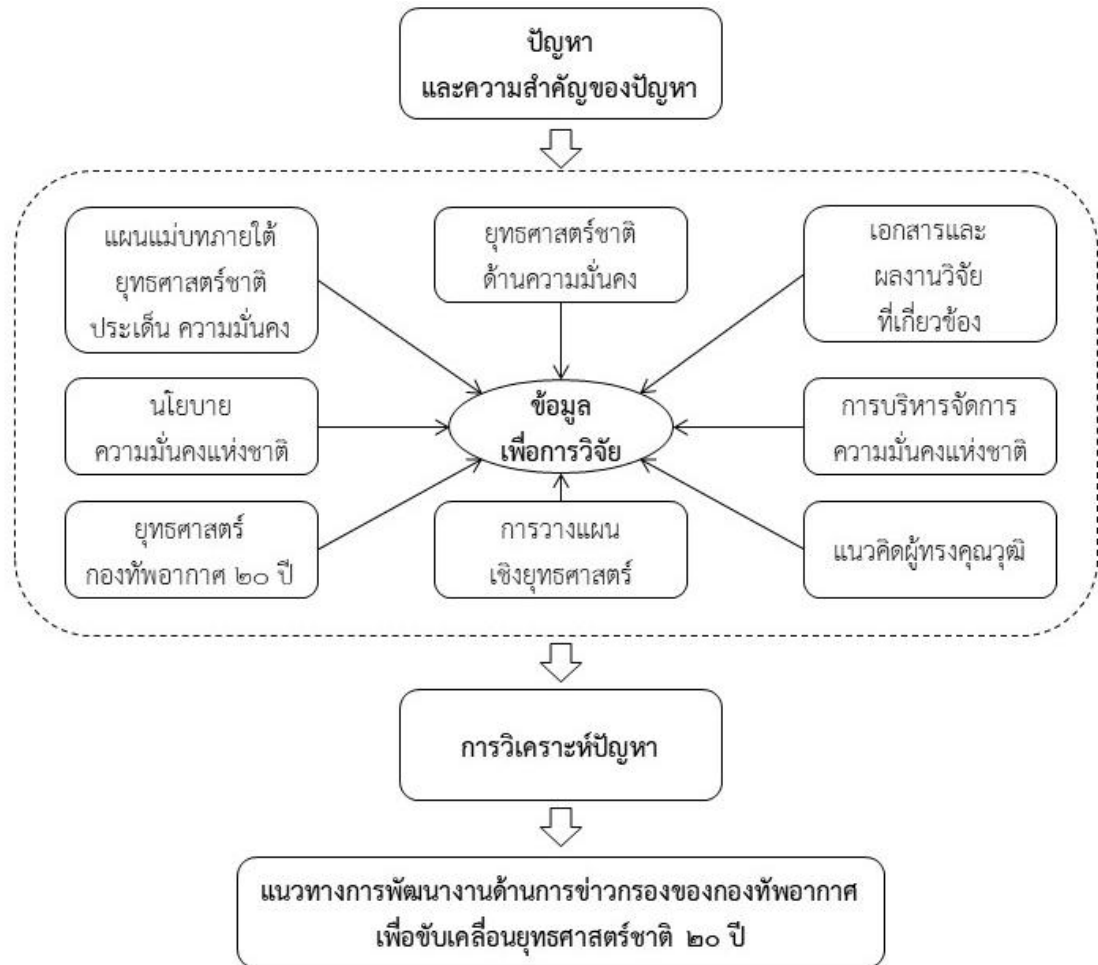 ปัญหา
และความสำคัญของปัญหา
แผนแม่บทภายใต้
ยุทธศาสตร์ชาติ
ประเด็น ความมั่นคง
ยุทธศาสตร์ชาติ
ด้านความมั่นคง
เอกสารและ
ผลงานวิจัย
ที่เกี่ยวข้อง
นโยบาย
ความมั่นคงแห่งชาติ
ข้อมูล
เพื่อการวิจัย
การบริหารจัดการ
ความมั่นคงแห่งชาติ
ยุทธศาสตร์
กองทัพอากาศ ๒๐ ปี
การวางแผน
เชิงยุทธศาสตร์
แนวคิดผู้ทรงคุณวุฒิ
การวิเคราะห์ปัญหา
แนวทางการพัฒนางานด้านการข่าวกรองของกองทัพอากาศ
เพื่อขับเคลื่อนยุทธศาสตร์ชาติ ๒๐ ปี